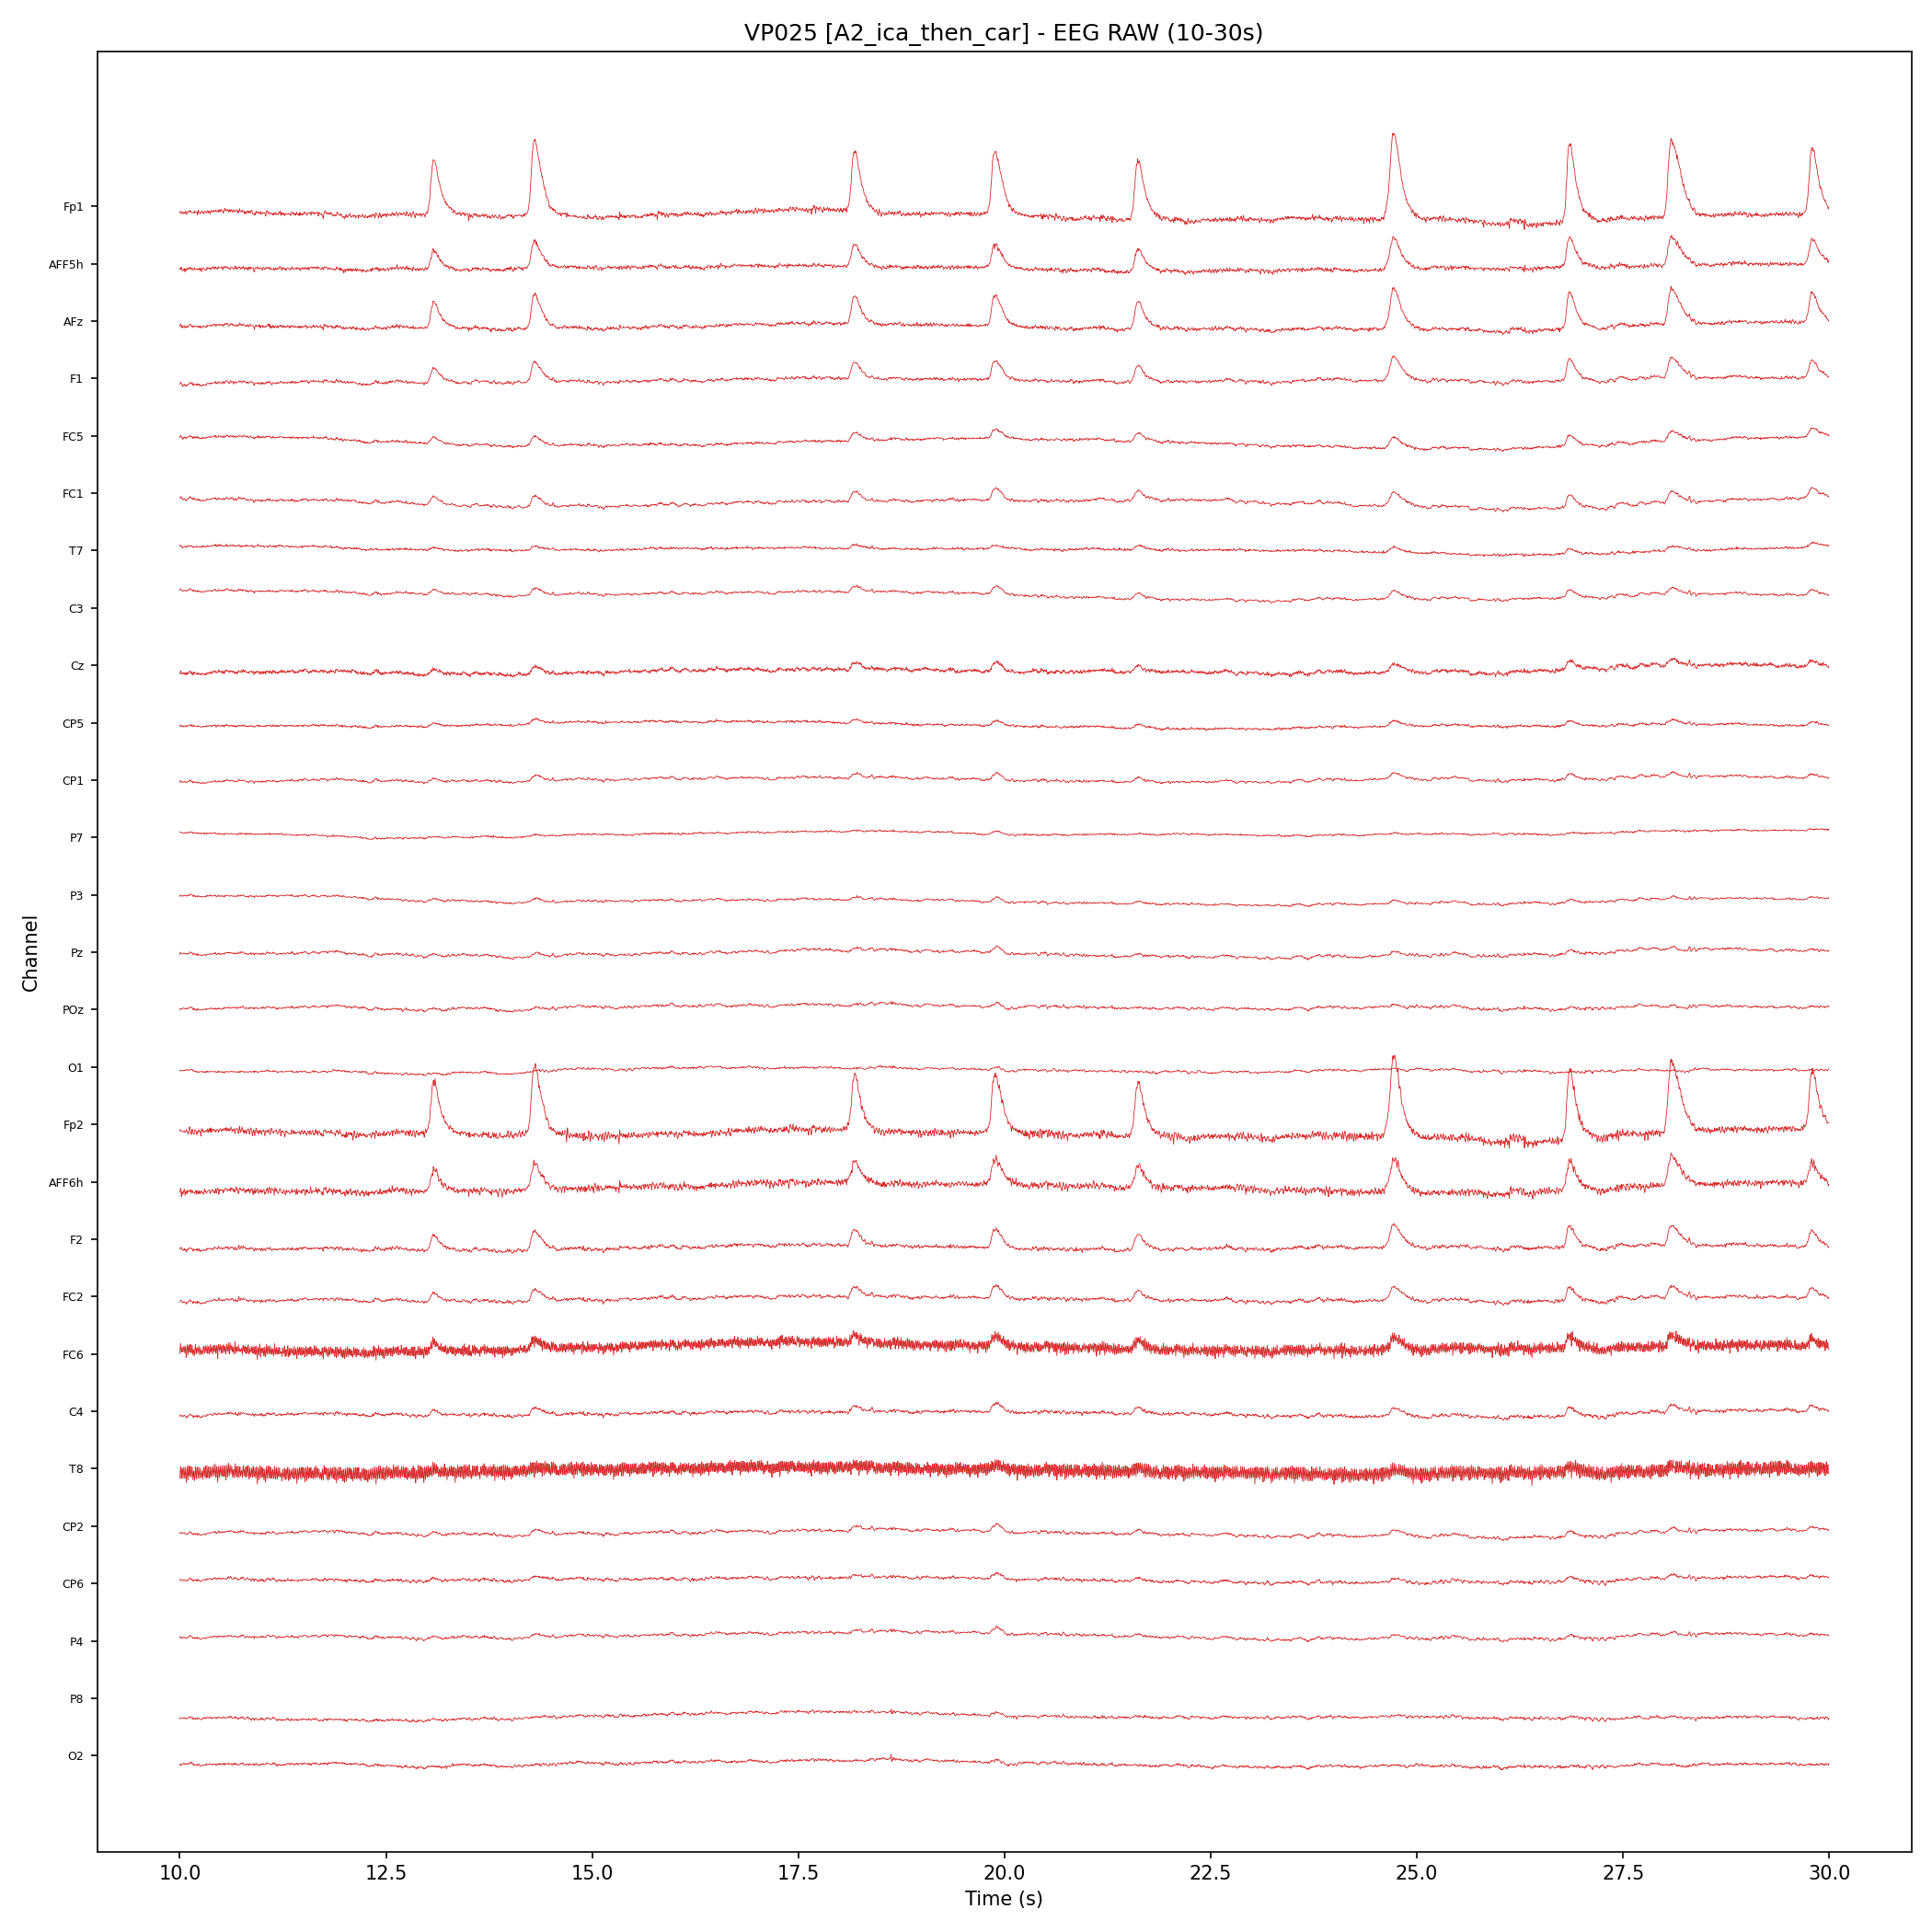 VP025 [A2_ica_then_car] - EEG RAW (10-30s)
Channel
Fp1
AFF5h
AFz
F1
FC5
FC1
T7
C3
Cz
CP5
CP1
P7
P3
Pz
POz
O1
Fp2
AFF6h
F2
FC2
FC6
C4
T8
CP2
CP6
P4
P8
O2
10.0 12.5 15.0 17.5 20.0 22.5 25.0 27.5 30.0
Time (s)